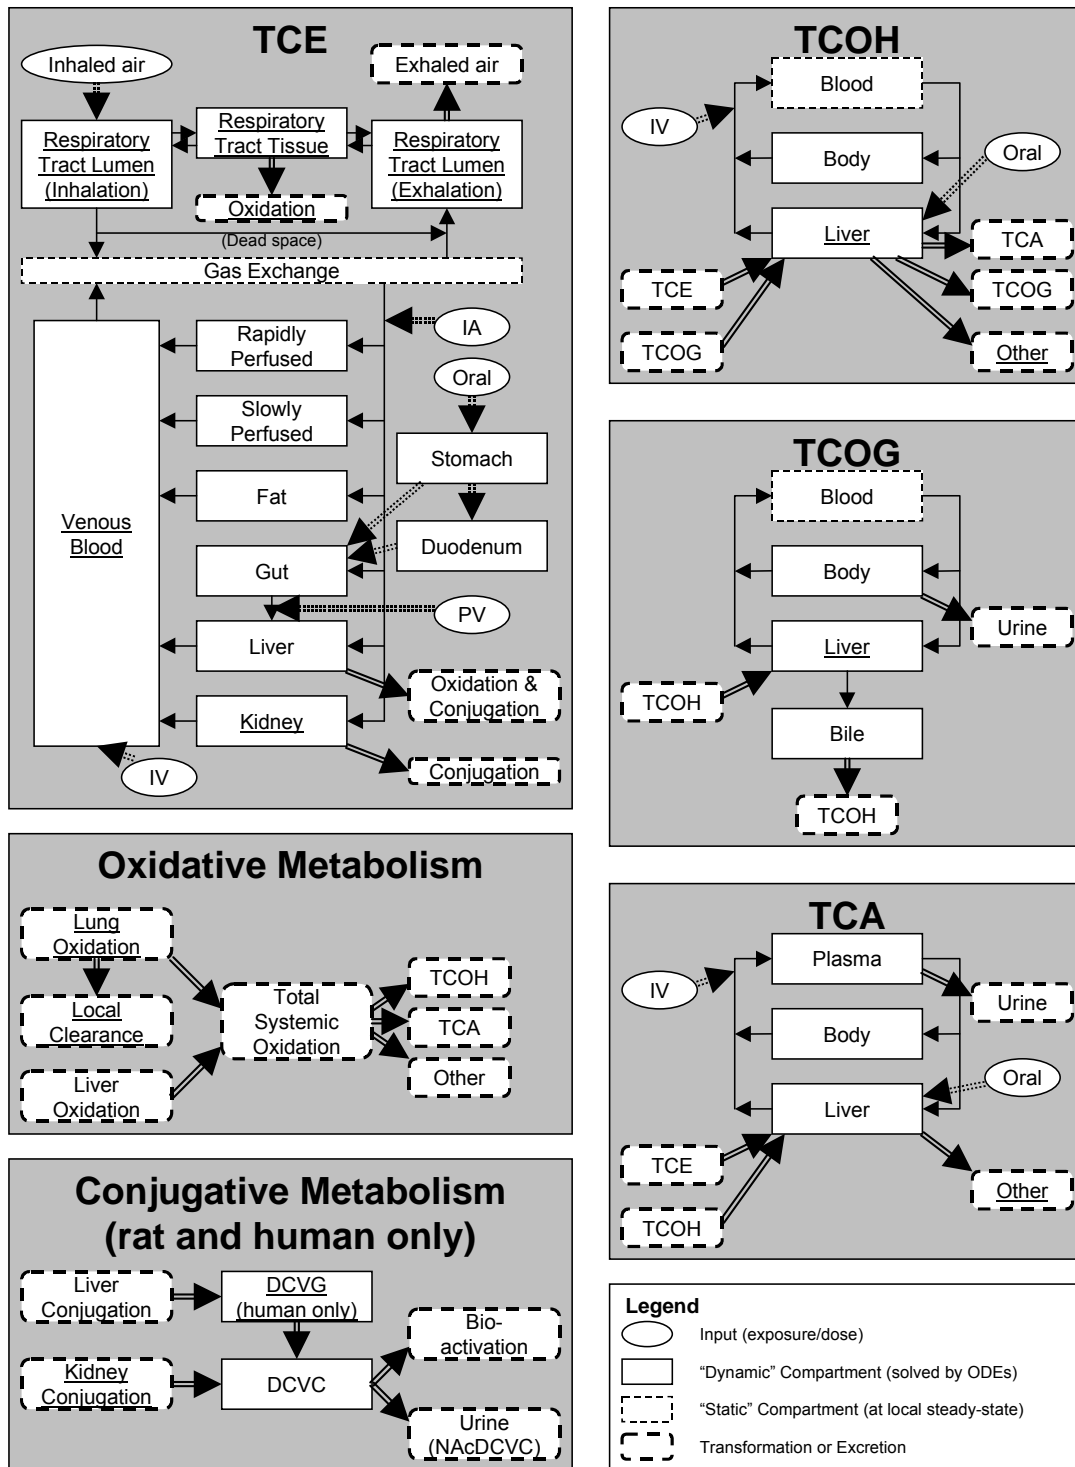 TCE
Inhaled air
Exhaled air
Respiratory
Tract Lumen
(Inhalation)
Respiratory
Tract Tissue
Respiratory
Tract Lumen
(Exhalation)
Oxidation
(Dead space)
Gas Exchange
Venous
Blood
Rapidly
Perfused
IA
Oral
Slowly
Perfused
Stomach
Fat
Duodenum
Gut
PV
Liver
Oxidation &
Conjugation
Kidney
Conjugation
IV
Oxidative Metabolism
Lung
Oxidation
Local
Clearance
Liver
Oxidation
Total
Systemic
Oxidation
TCOH
TCA
Other
Conjugative Metabolism
(rat and human only)
Liver
Conjugation
DCVG
(human only)
Kidney
Conjugation
DCVC
Bio-
activation
Urine
(NAcDCVC)
TCOH
Blood
IV
Body
Oral
Liver
TCA
TCE
TCOG
TCOG
Other
TCOG
Blood
Body
Urine
Liver
TCOH
Bile
TCOH
TCA
Plasma
IV
Urine
Body
Oral
Liver
TCE
Other
TCOH
Legend
Input (exposure/dose)
“Dynamic” Compartment (solved by ODEs)
“Static” Compartment (at local steady-state)
Transformation or Excretion